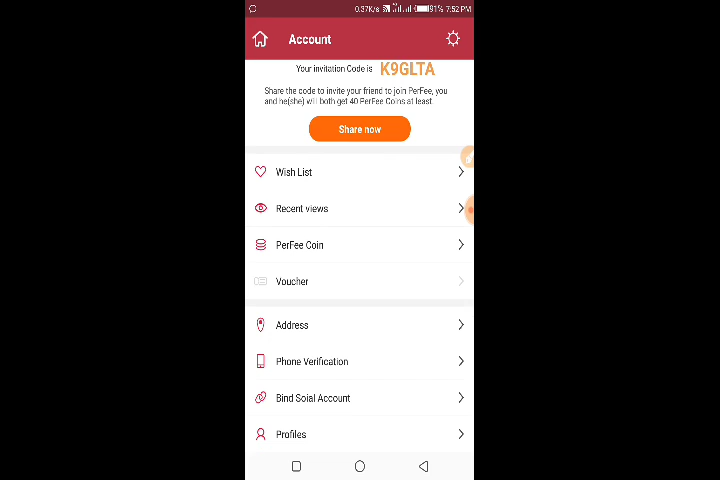 0.37K/s 91% 7:52 PM
Account
Your invitation Code is K9GLTA
Share the code to invite your friend to join PerFee, you
and he(she) will both get 40 PerFee Coins at least.
Share now
Wish List
Recent views
PerFee Coin
Voucher
Address
Phone Verification
Bind Soial Account
Profiles